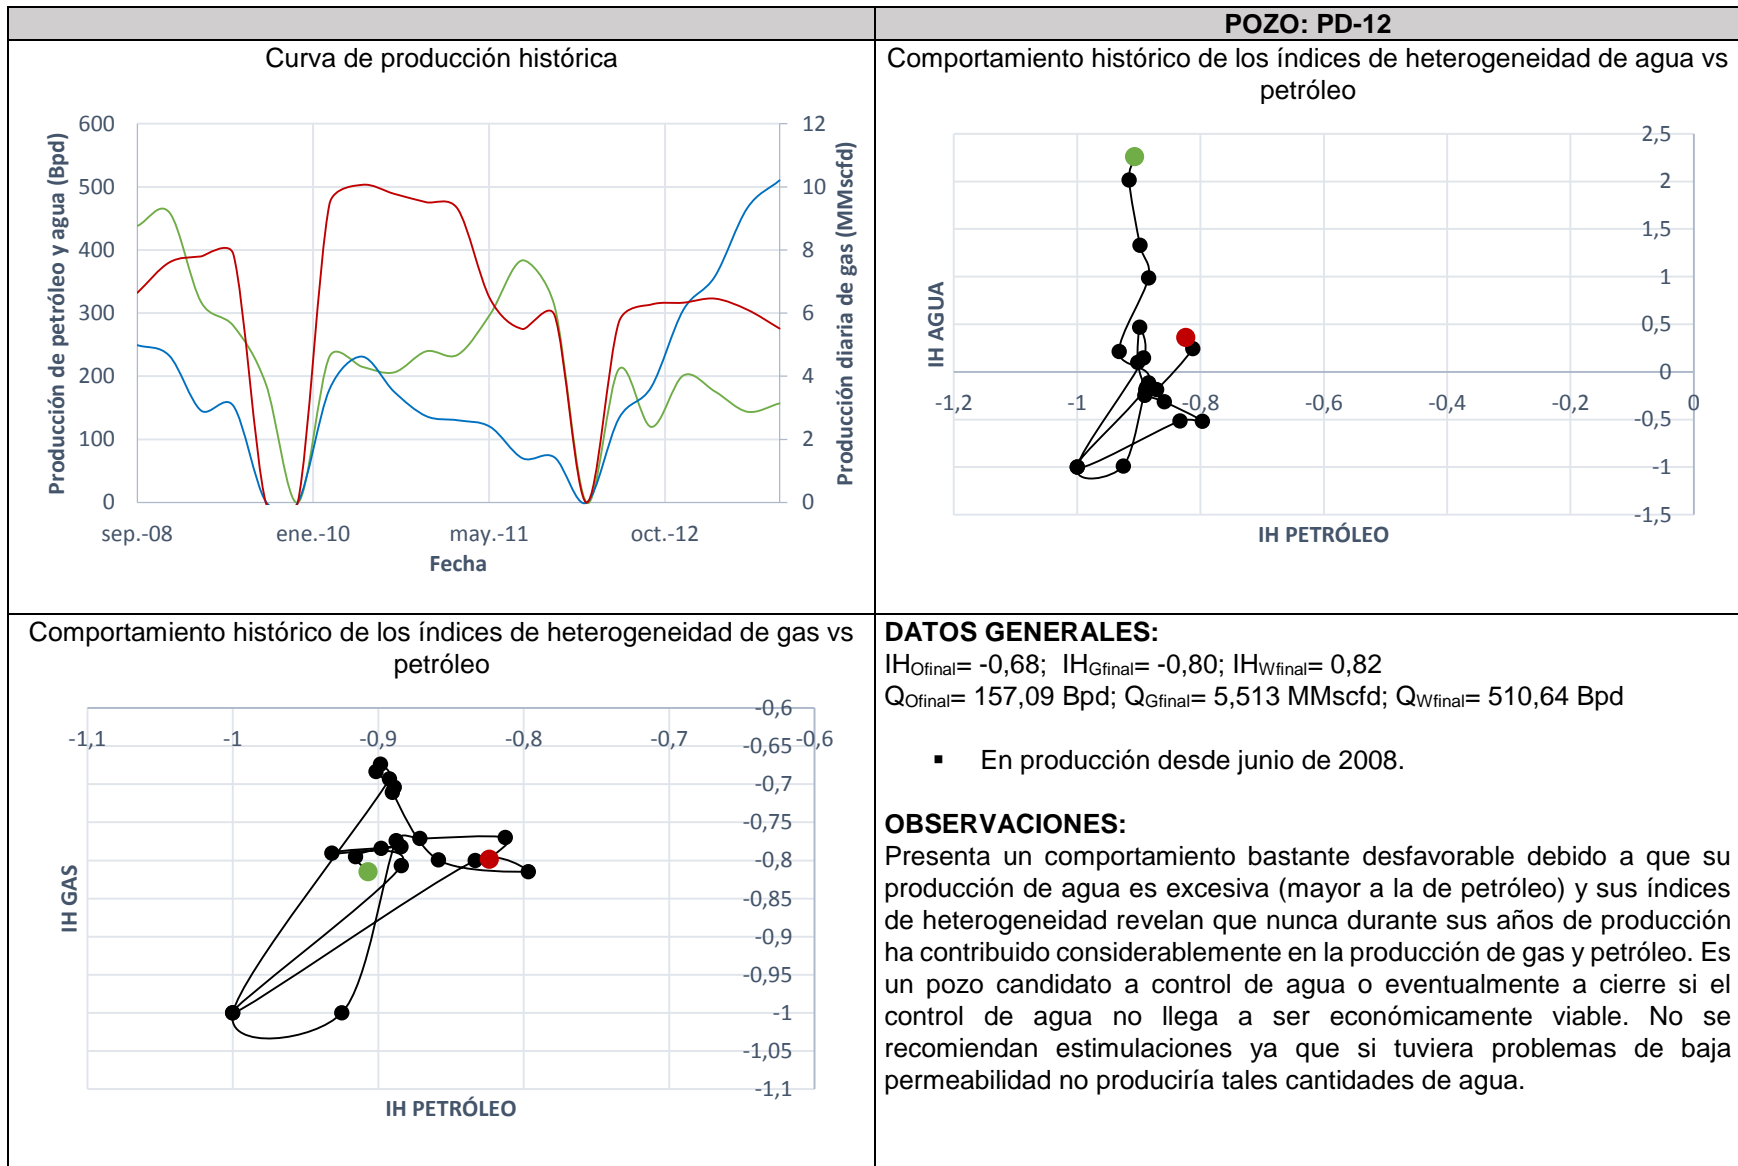 POZO: PD-12
Curva de producción histórica
600
500
400
300
200
100
0
12
10
8
6
4
2
0
Producción de petróleo y agua (Bpd)
Producción diaria de gas (MMscfd)
sep.-08
ene.-10
may.-11
oct.-12
Fecha
Comportamiento histórico de los índices de heterogeneidad de agua vs
petróleo
2,5
2
1,5
1
0,5
0
-0,5
-1
-1,5
-1,2
-1
-0,8
-0,6
-0,4
-0,2
0
IH AGUA
IH PETRÓLEO
Comportamiento histórico de los índices de heterogeneidad de gas vs
petróleo
-0,6
-0,65
-0,7
-0,75
-0,8
-0,85
-0,9
-0,95
-1
-1,05
-1,1
-1,1
-1
-0,9
-0,8
-0,7
-0,6
IH GAS
IH PETRÓLEO
DATOS GENERALES:
IHOfinal= -0,68; IHGfinal= -0,80; IHWfinal= 0,82
QOfinal= 157,09 Bpd; QGfinal= 5,513 MMscfd; QWfinal= 510,64 Bpd
▪ En producción desde junio de 2008.
OBSERVACIONES:
Presenta un comportamiento bastante desfavorable debido a que su
producción de agua es excesiva (mayor a la de petróleo) y sus índices
de heterogeneidad revelan que nunca durante sus años de producción
ha contribuido considerablemente en la producción de gas y petróleo. Es
un pozo candidato a control de agua o eventualmente a cierre si el
control de agua no llega a ser económicamente viable. No se
recomiendan estimulaciones ya que si tuviera problemas de baja
permeabilidad no produciría tales cantidades de agua.